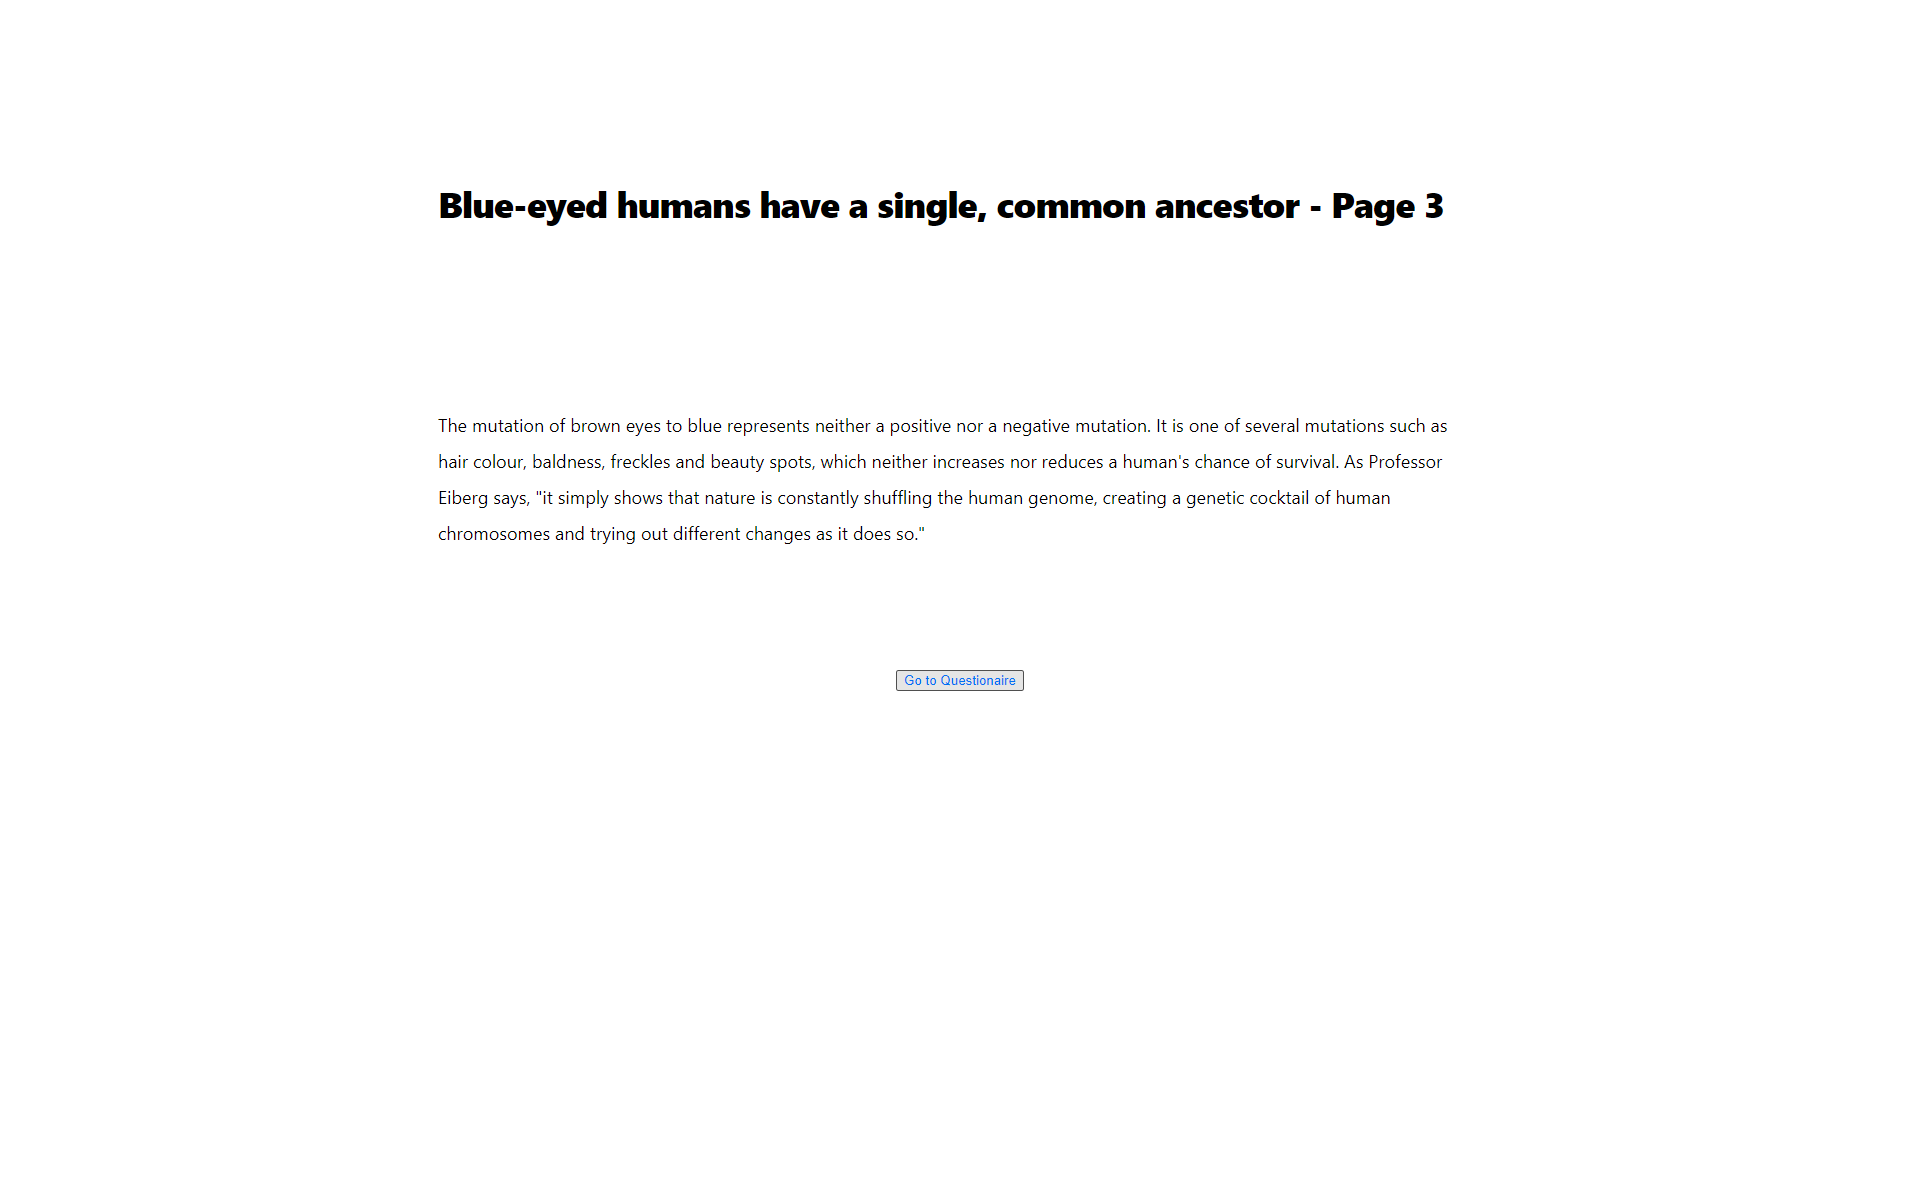 Blue-eyed humans have a single, common ancestor - Page 3
The mutation of brown eyes to blue represents neither a positive nor a negative mutation. It is one of several mutations such as
hair colour, baldness, freckles and beauty spots, which neither increases nor reduces a human's chance of survival. As Professor
Eiberg says, "it simply shows that nature is constantly shuffling the human genome, creating a genetic cocktail of human
chromosomes and trying out different changes as it does so."
Go to Questionaire